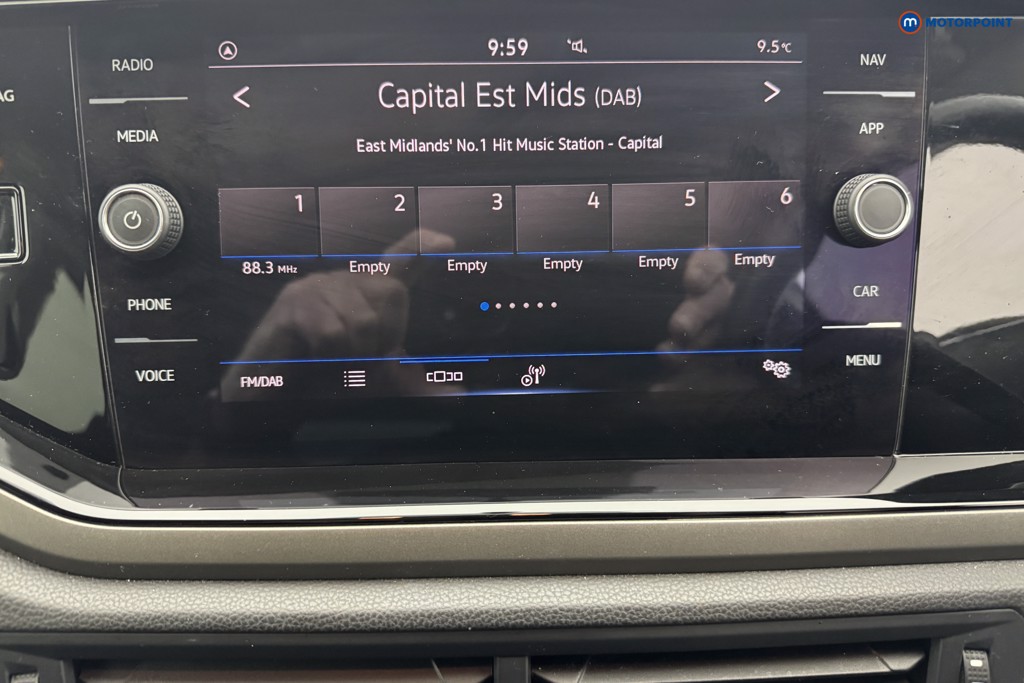 MOTORPOINT
9:59
9.5°C
RADIO
NAV
AG
Capital Est Mids (DAB)
MEDIA
APP
East Midlands' No.1 Hit Music Station - Capital
1 2 3 4 5 6
88.3 MHz Empty Empty Empty Empty Empty
PHONE
CAR
VOICE
MENU
FM/DAB